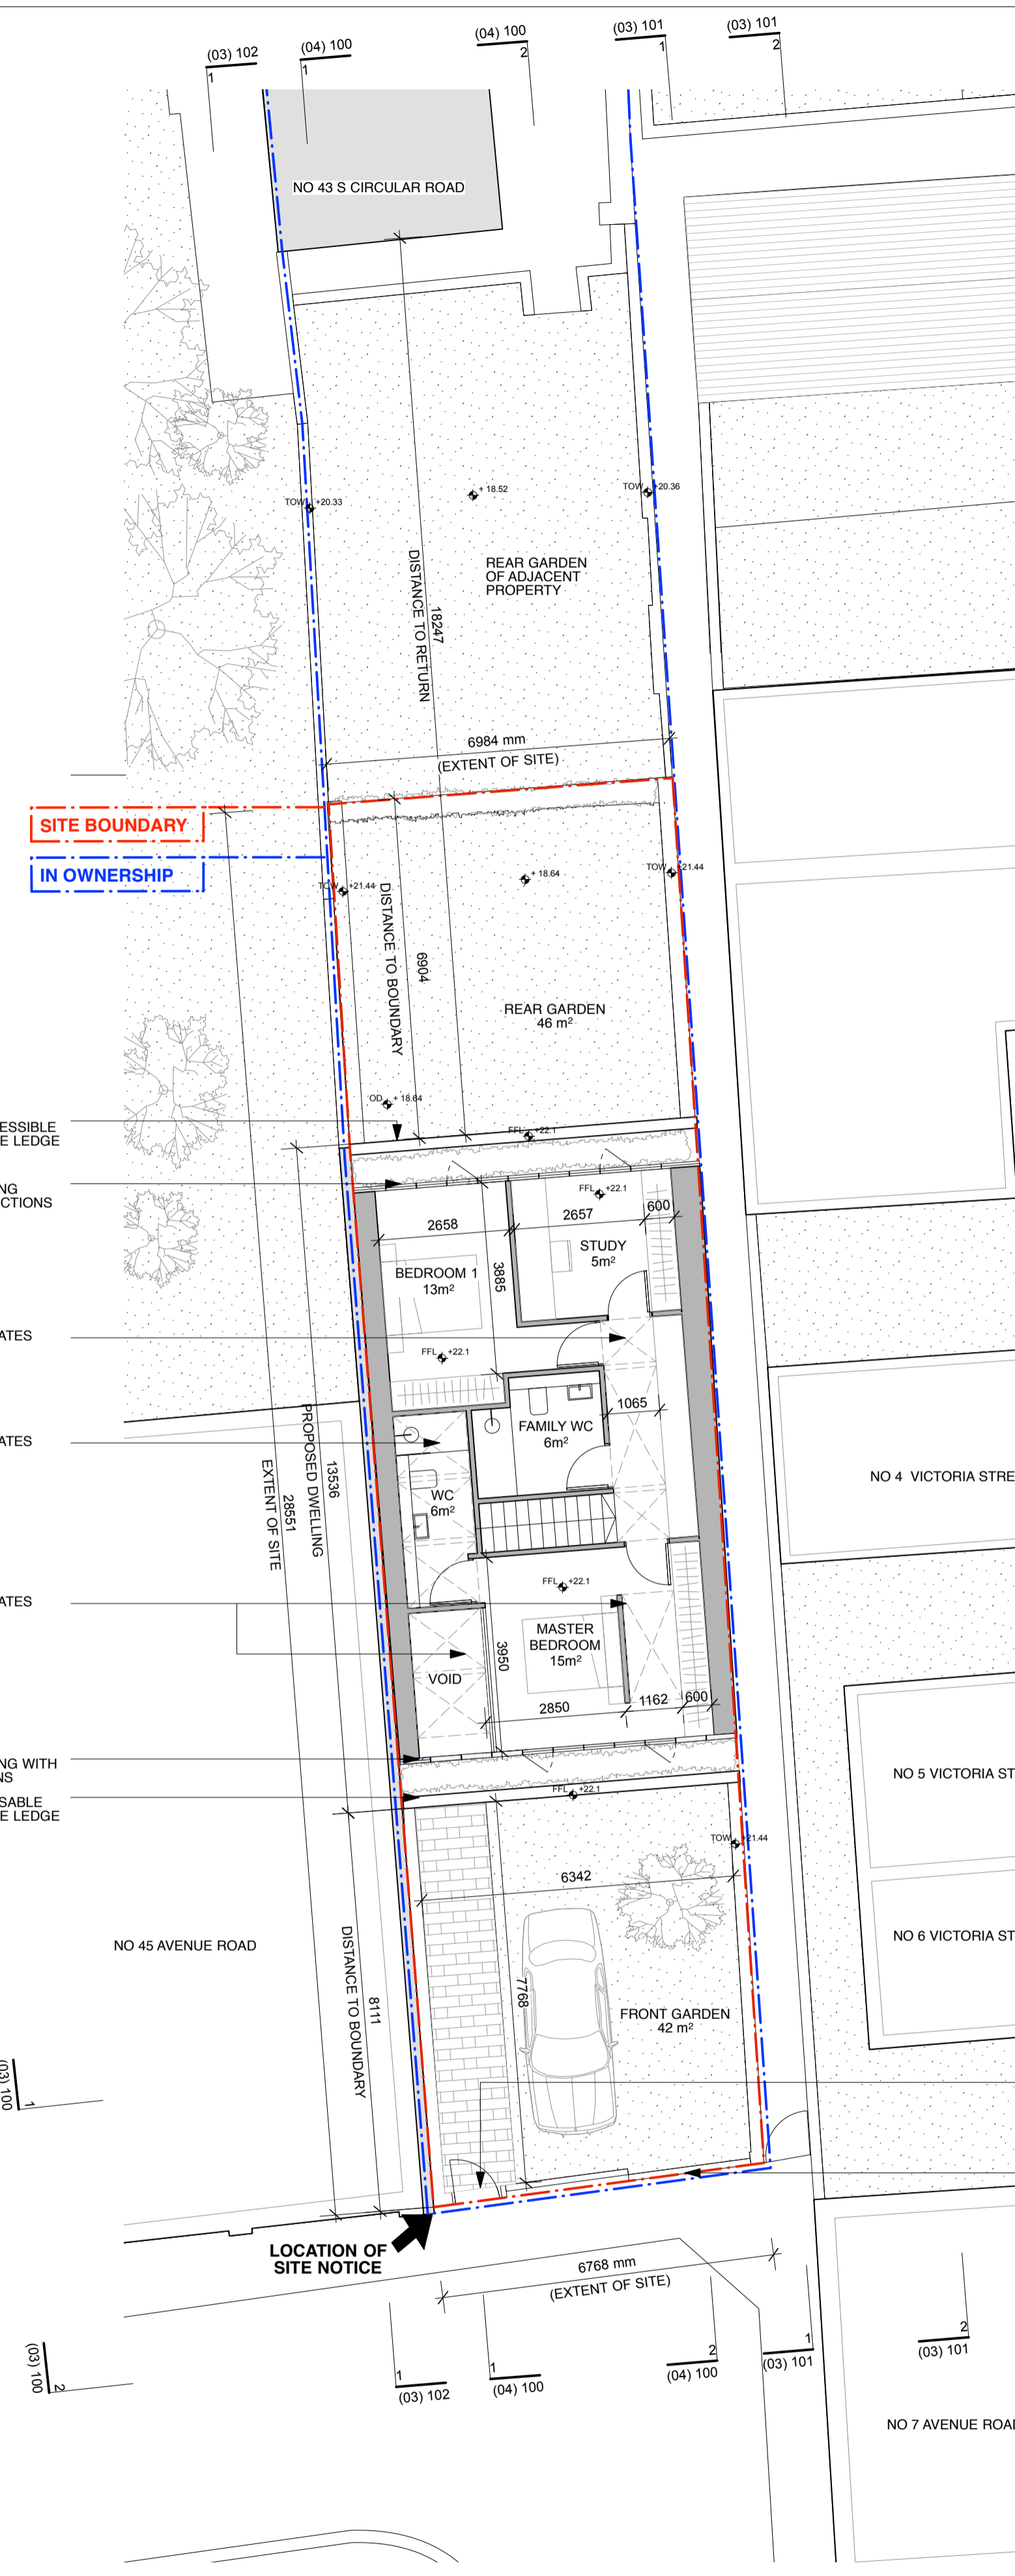 (03) 102
1
(04) 100
1
(04) 100
2
(03) 101
1
(03) 101
2
NO 43 S CIRCULAR ROAD
TOW +20.33
+ 18.52
TOW +20.36
REAR GARDEN
OF ADJACENT
PROPERTY
DISTANCE TO RETURN
18247
6984 mm
(EXTENT OF SITE)
SITE BOUNDARY
IN OWNERSHIP
TOW +21.44
+ 18.64
TOW +21.44
DISTANCE TO BOUNDARY
6904
REAR GARDEN
46 m²
OD + 18.64
ESSIBLE
E LEDGE
FFL +22.1
NG
CTIONS
FFL +22.1
2658
2657
600
STUDY
5m²
BEDROOM 1
13m²
3885
ATES
FFL +22.1
1065
FAMILY WC
6m²
ATES
PROPOSED DWELLING
13536
EXTENT OF SITE
28551
WC
6m²
NO 4 VICTORIA STRE
FFL +22.1
ATES
MASTER
BEDROOM
15m²
3950
VOID
2850
1162
600
NG WITH
NS
SABLE
E LEDGE
FFL +22.1
NO 5 VICTORIA ST
TOW +21.44
6342
NO 45 AVENUE ROAD
NO 6 VICTORIA ST
DISTANCE TO BOUNDARY
8111
7768
FRONT GARDEN
42 m²
(03) 100
1
LOCATION OF
SITE NOTICE
6768 mm
(EXTENT OF SITE)
(03) 100
2
1
(03) 102
1
(04) 100
2
(04) 100
1
(03) 101
2
(03) 101
NO 7 AVENUE ROAD